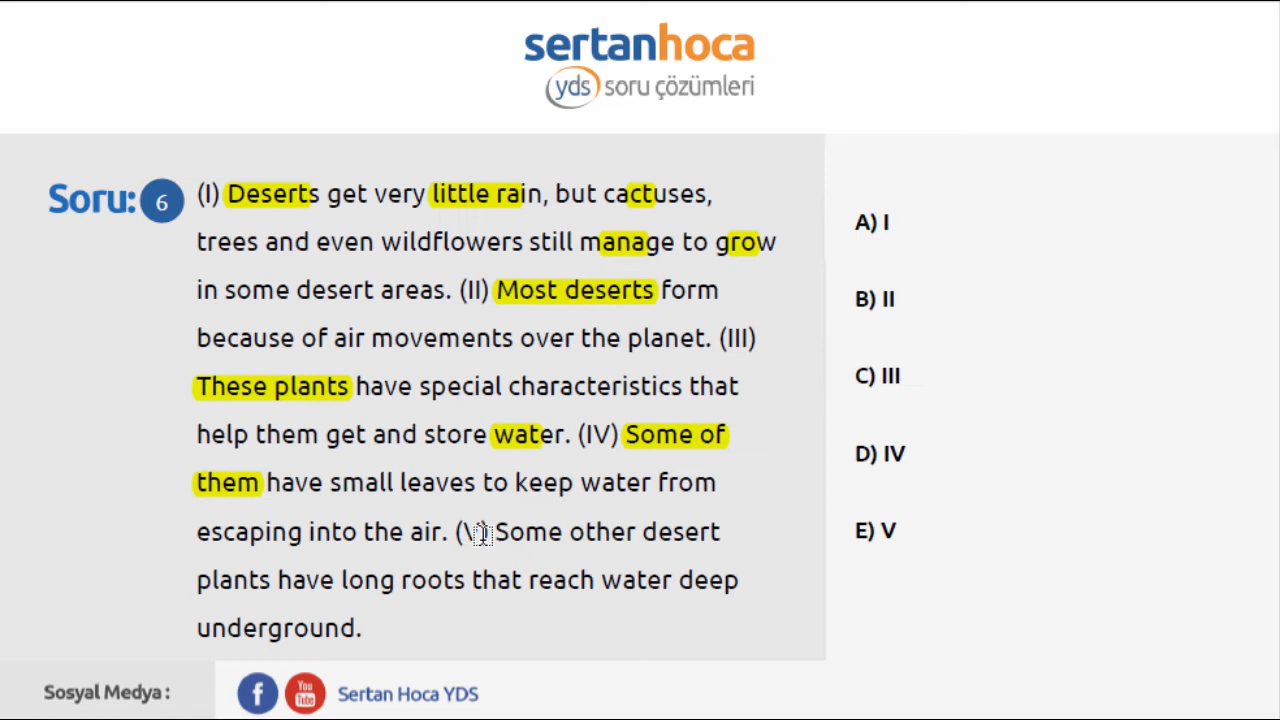 sertanhoca
yds soru çözümleri
Soru: 6
(I) Deserts get very little rain, but cactuses,
trees and even wildflowers still manage to grow
in some desert areas. (II) Most deserts form
because of air movements over the planet. (III)
These plants have special characteristics that
help them get and store water. (IV) Some of
them have small leaves to keep water from
escaping into the air. (V) Some other desert
plants have long roots that reach water deep
underground.
A) I
B) II
C) III
D) IV
E) V
Sosyal Medya :
f
You Tube
Sertan Hoca YDS